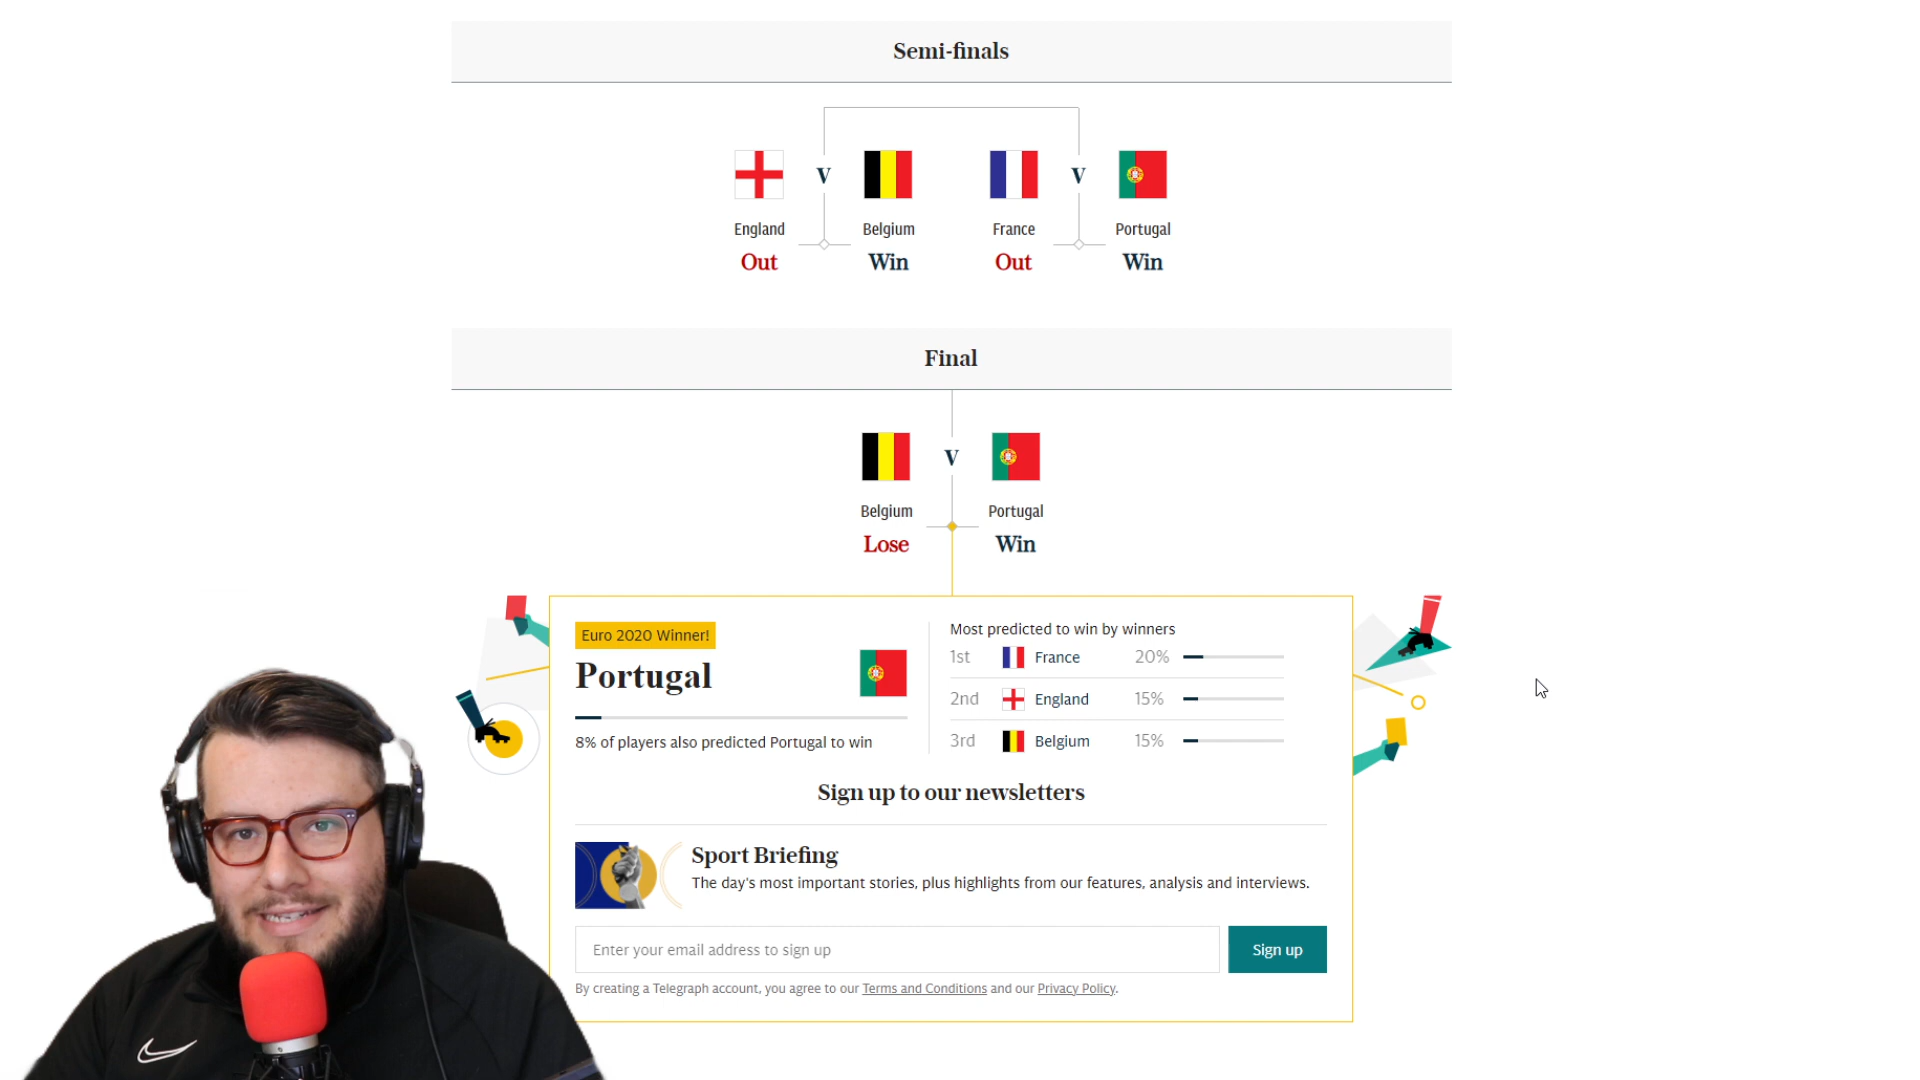 Semi-finals
V
V
England
Belgium
France
Portugal
Out
Win
Out
Win
Final
V
Belgium
Portugal
Lose
Win
Euro 2020 Winner!
Portugal
8% of players also predicted Portugal to win
Most predicted to win by winners
1st France 20%
2nd England 15%
3rd Belgium 15%
Sign up to our newsletters
Sport Briefing
The day's most important stories, plus highlights from our features, analysis and interviews.
Enter your email address to sign up
Sign up
By creating a Telegraph account, you agree to our Terms and Conditions and our Privacy Policy.